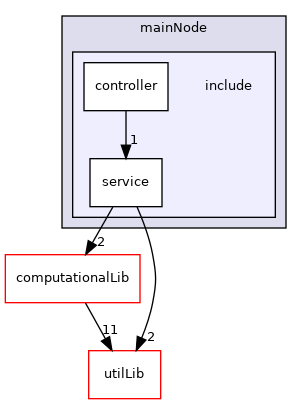 mainNode
controller
include
1
service
2
computationalLib
11
2
utilLib